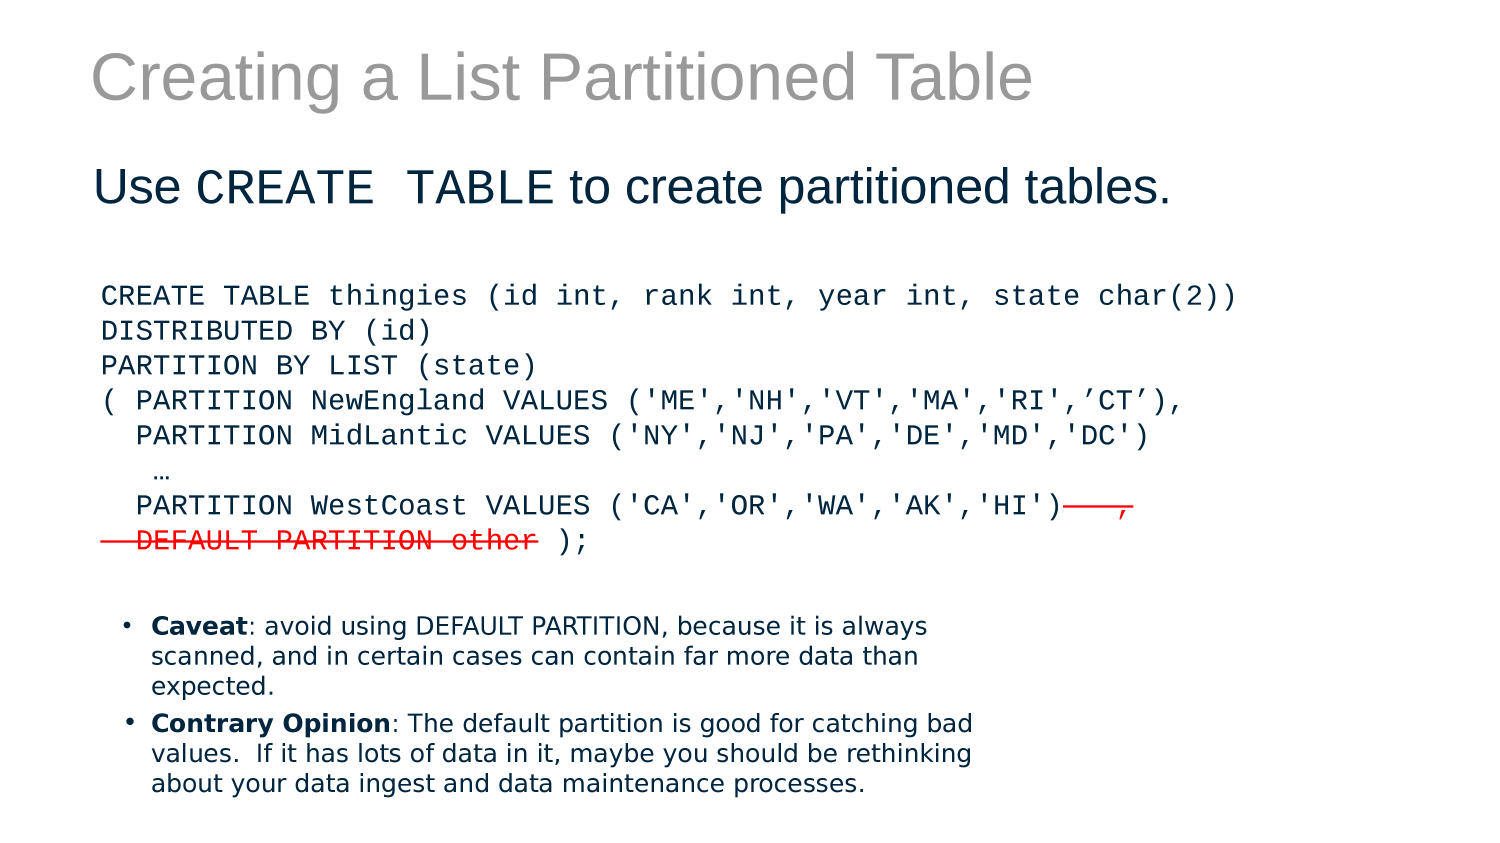 Creating a List Partitioned Table
Use CREATE TABLE to create partitioned tables.
CREATE TABLE thingies (id int, rank int, year int, state char(2))
DISTRIBUTED BY (id)
PARTITION BY LIST (state)
( PARTITION NewEngland VALUES ('ME','NH','VT','MA','RI',’CT’),
  PARTITION MidLantic VALUES ('NY','NJ','PA','DE','MD','DC')
   …
  PARTITION WestCoast VALUES ('CA','OR','WA','AK','HI')   ,
  DEFAULT PARTITION other );
• Caveat: avoid using DEFAULT PARTITION, because it is always
scanned, and in certain cases can contain far more data than
expected.
• Contrary Opinion: The default partition is good for catching bad
values.  If it has lots of data in it, maybe you should be rethinking
about your data ingest and data maintenance processes.